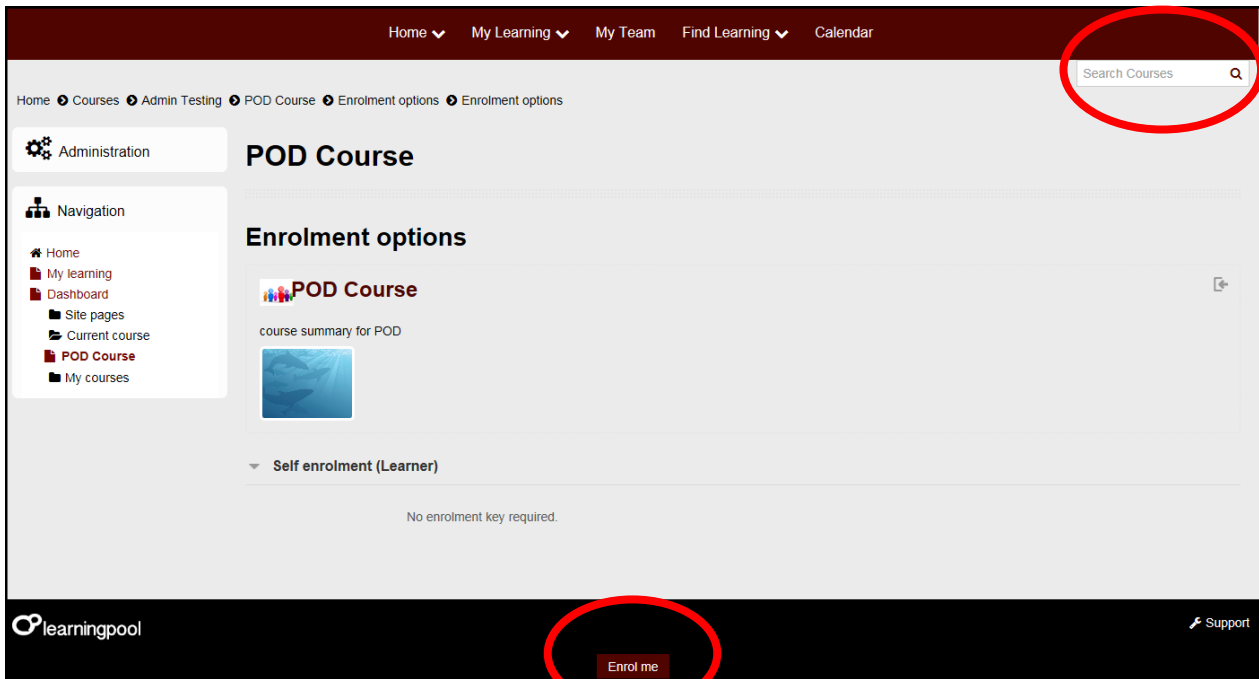 Home My Learning My Team Find Learning Calendar
Search Courses
Home Courses Admin Testing POD Course Enrolment options Enrolment options
Administration
POD Course
Navigation
Enrolment options
Home
My learning
Dashboard
Site pages
Current course
POD Course
My courses
POD Course
course summary for POD
Self enrolment (Learner)
No enrolment key required.
learningpool
Support
Enrol me